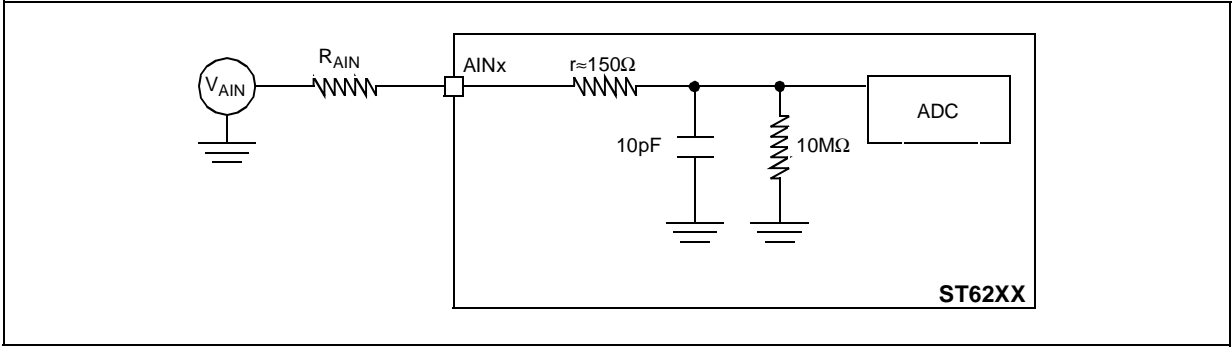 R_AIN
V_AIN
AINx
r≈150Ω
10pF
10MΩ
ADC
ST62XX